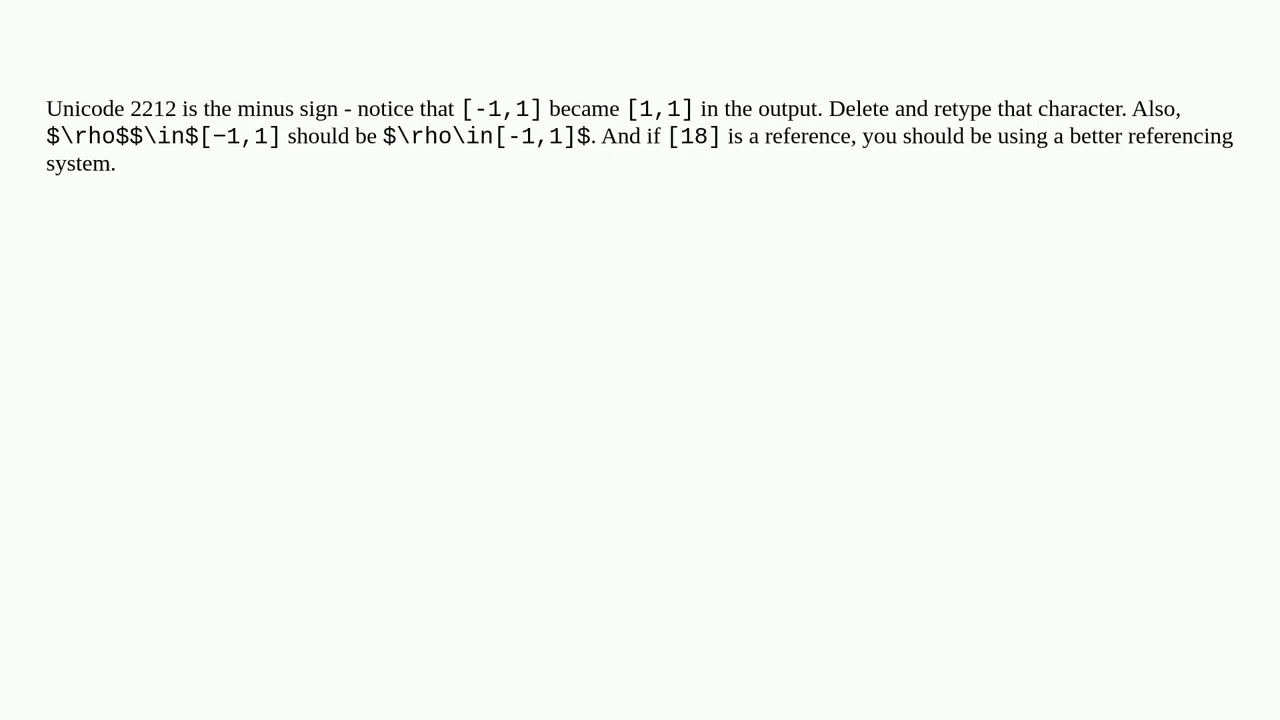 Unicode 2212 is the minus sign - notice that [-1,1] became [1,1] in the output. Delete and retype that character. Also,
$\rho$$\in$[−1,1] should be $\rho\in[-1,1]$. And if [18] is a reference, you should be using a better referencing
system.